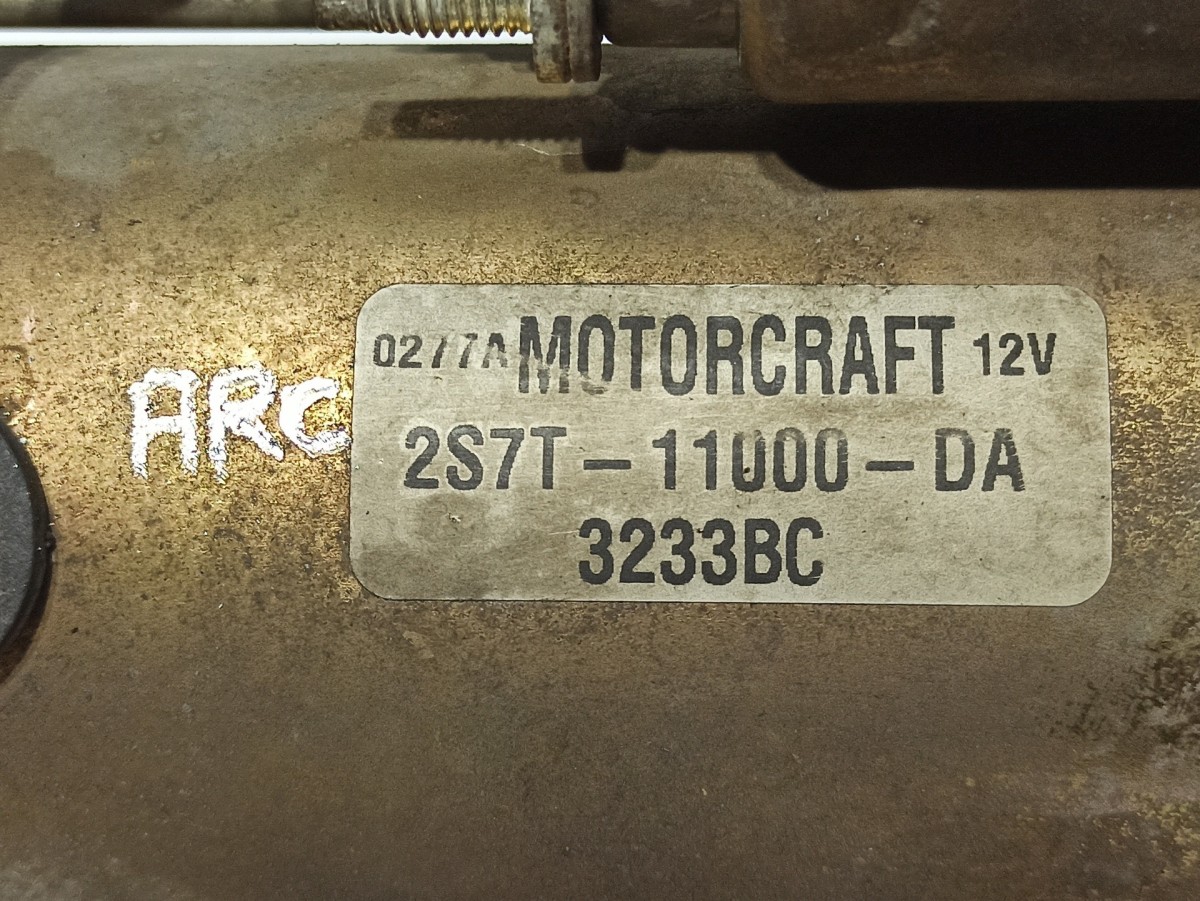 0277A MOTORCRAFT 12V
ARC
2S7T-11000-DA
3233BC